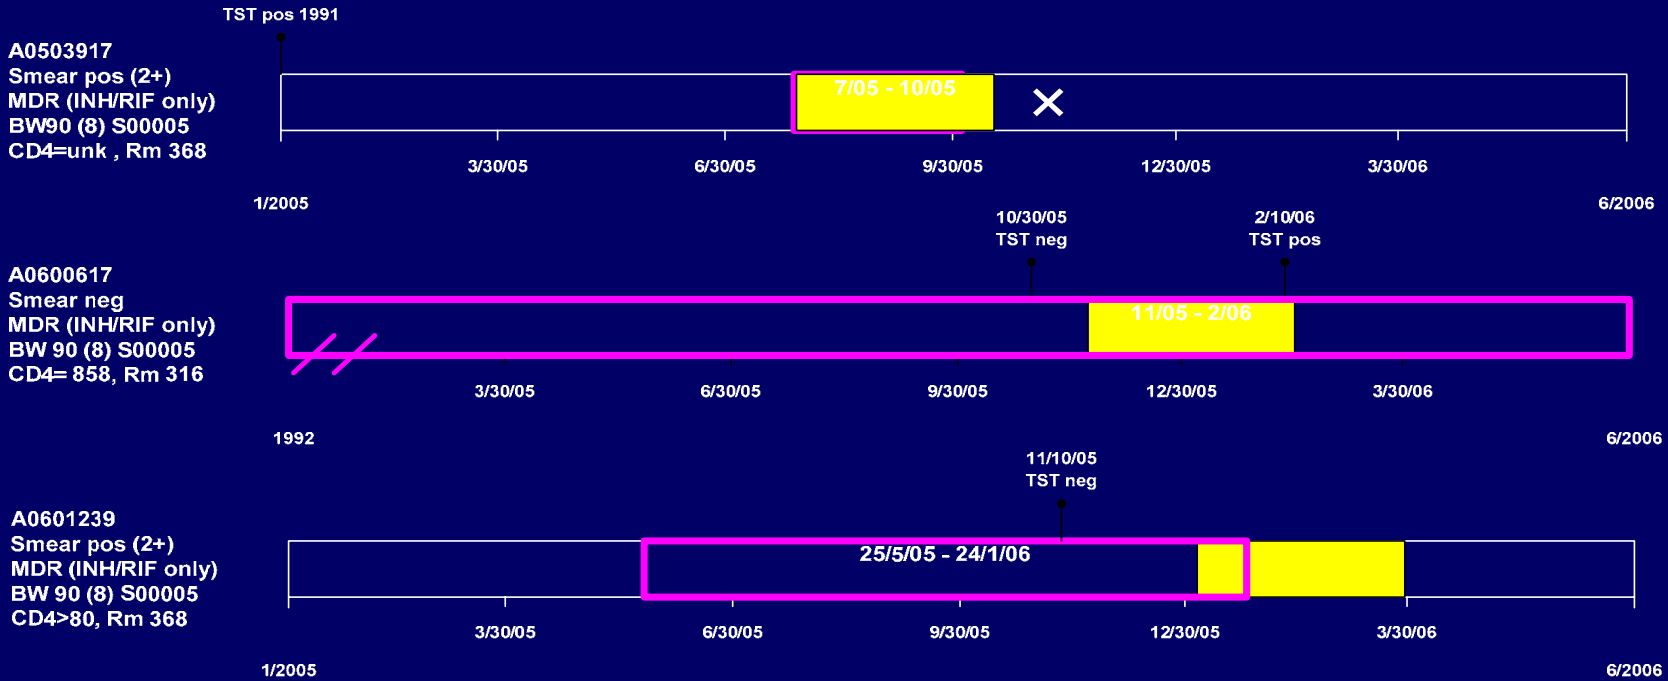 TST pos 1991
A0503917
Smear pos (2+)
MDR (INH/RIF only)
BW90 (8) S00005
CD4=unk , Rm 368
7/05 - 10/05
3/30/05
6/30/05
9/30/05
12/30/05
3/30/06
1/2005
6/2006
10/30/05
TST neg
2/10/06
TST pos
A0600617
Smear neg
MDR (INH/RIF only)
BW 90 (8) S00005
CD4= 858, Rm 316
11/05 - 2/06
3/30/05
6/30/05
9/30/05
12/30/05
3/30/06
1992
6/2006
11/10/05
TST neg
A0601239
Smear pos (2+)
MDR (INH/RIF only)
BW 90 (8) S00005
CD4>80, Rm 368
25/5/05 - 24/1/06
3/30/05
6/30/05
9/30/05
12/30/05
3/30/06
1/2005
6/2006